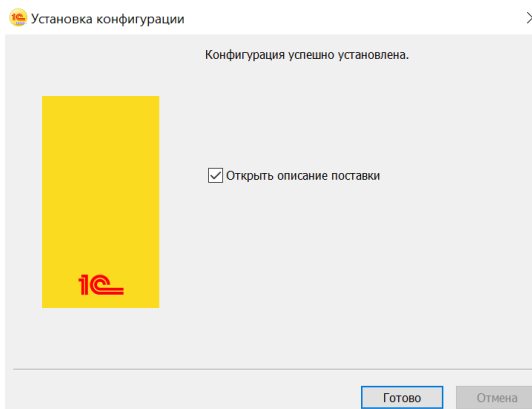 Установка конфигурации
Конфигурация успешно установлена.
Открыть описание поставки
1С
Готово
Отмена